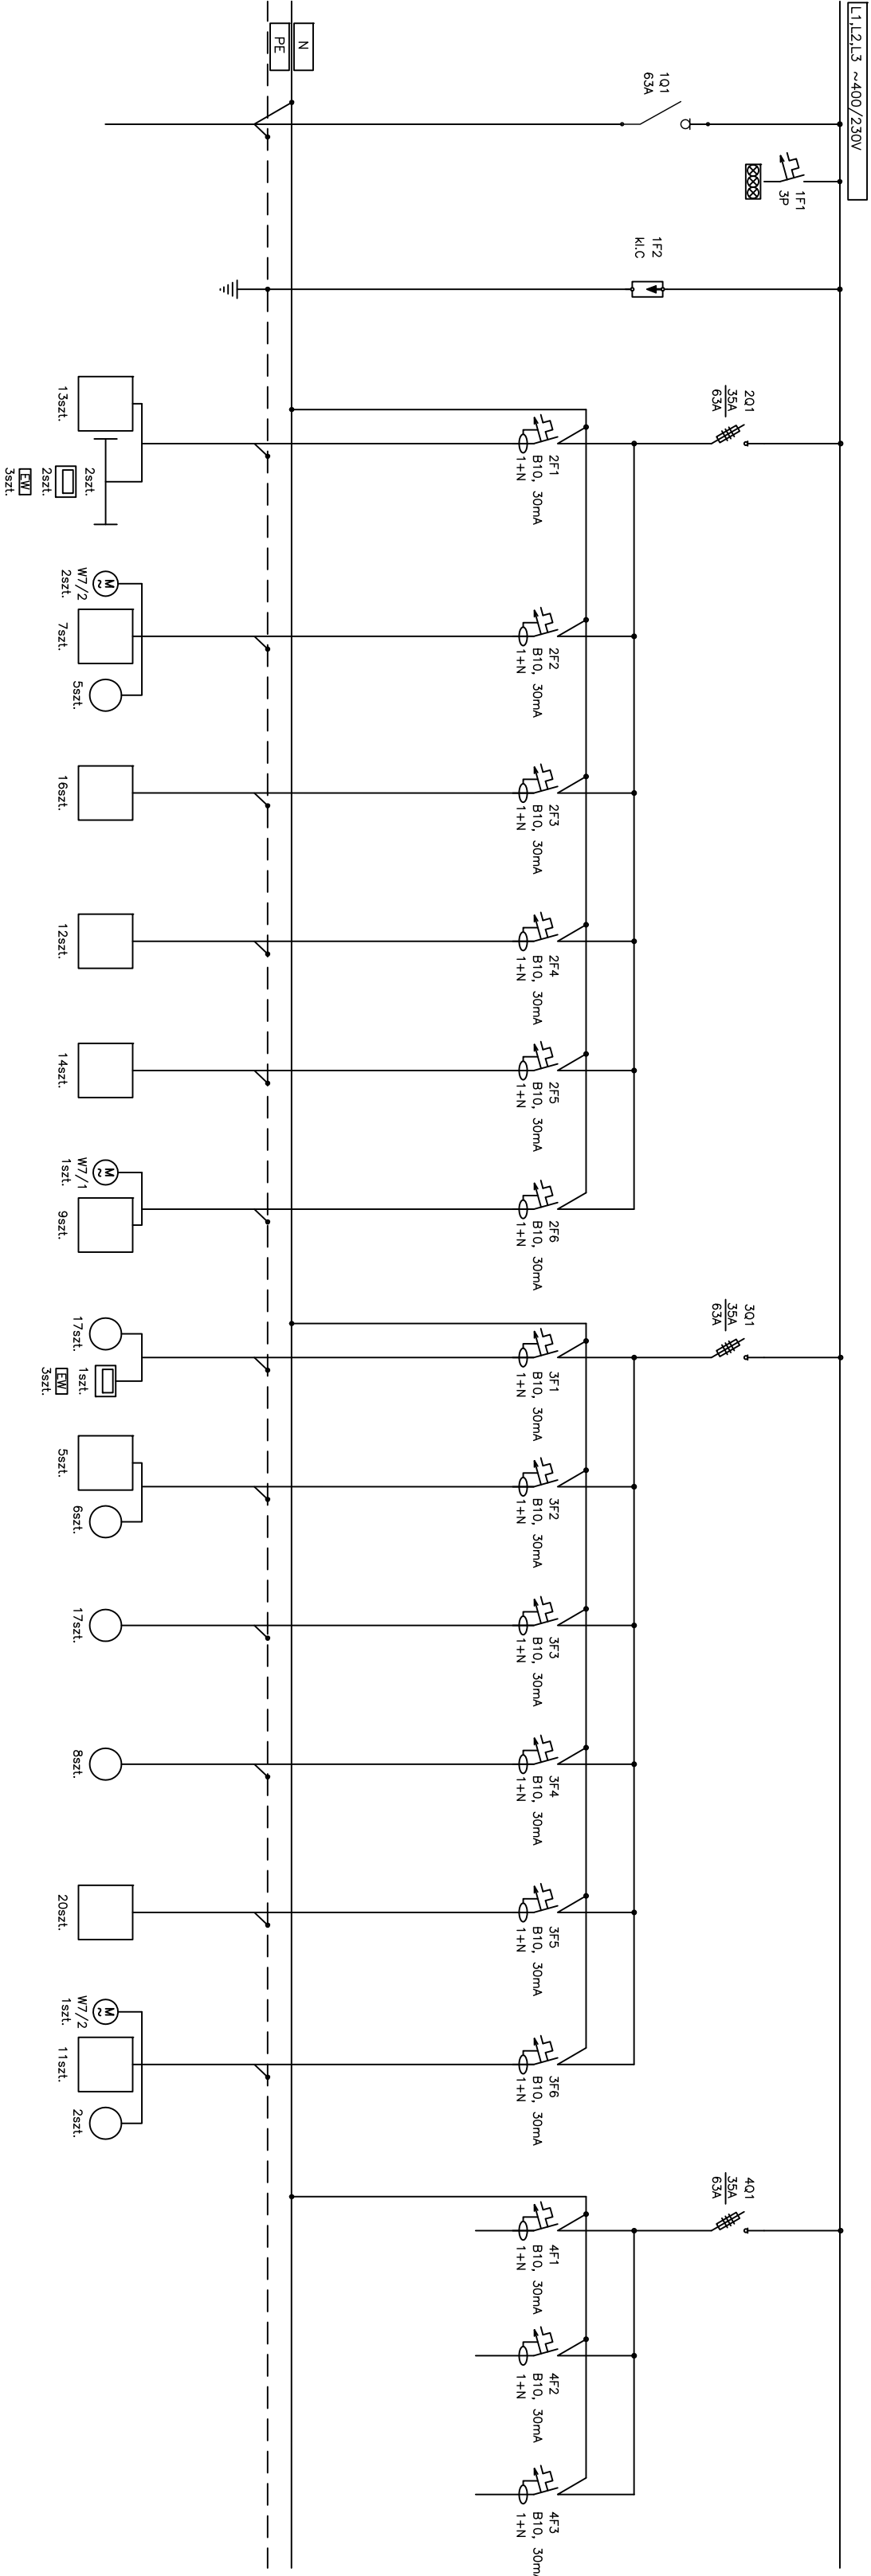 L1,L2,L3 ~400/230V
N
PE
1Q1
63A
1F1
3P
1F2
kl.C
2Q1
35A
63A
2F1
B10, 30mA
1+N
13szt.
2szt.
2szt.
EW
3szt.
2F2
B10, 30mA
1+N
M
~
W7/2
2szt.
7szt.
5szt.
2F3
B10, 30mA
1+N
16szt.
2F4
B10, 30mA
1+N
12szt.
2F5
B10, 30mA
1+N
14szt.
2F6
B10, 30mA
1+N
M
~
W7/1
1szt.
9szt.
3Q1
35A
63A
3F1
B10, 30mA
1+N
17szt.
1szt.
EW
3szt.
3F2
B10, 30mA
1+N
5szt.
6szt.
3F3
B10, 30mA
1+N
17szt.
3F4
B10, 30mA
1+N
8szt.
3F5
B10, 30mA
1+N
20szt.
3F6
B10, 30mA
1+N
M
~
W7/2
1szt.
11szt.
2szt.
4Q1
35A
63A
4F1
B10, 30mA
1+N
4F2
B10, 30mA
1+N
4F3
B10, 30mA
1+N